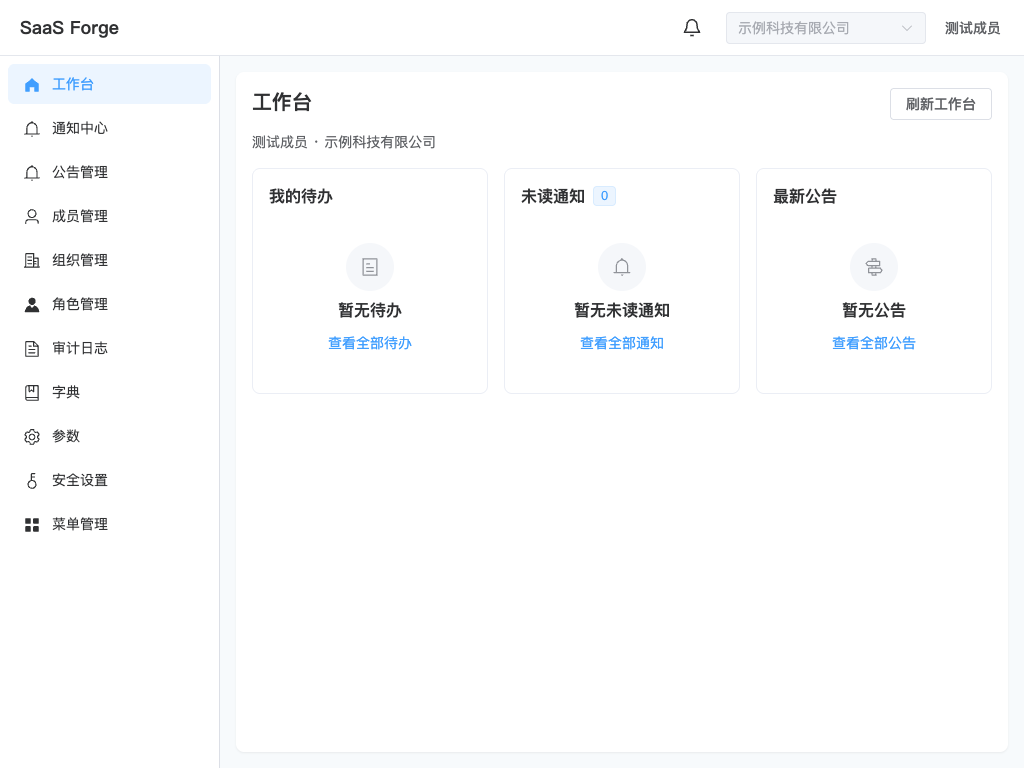 SaaS Forge
示例科技有限公司
测试成员
工作台
通知中心
公告管理
成员管理
组织管理
角色管理
审计日志
字典
参数
安全设置
菜单管理
工作台
刷新工作台
测试成员 · 示例科技有限公司
我的待办
暂无待办
查看全部待办
未读通知 0
暂无未读通知
查看全部通知
最新公告
暂无公告
查看全部公告